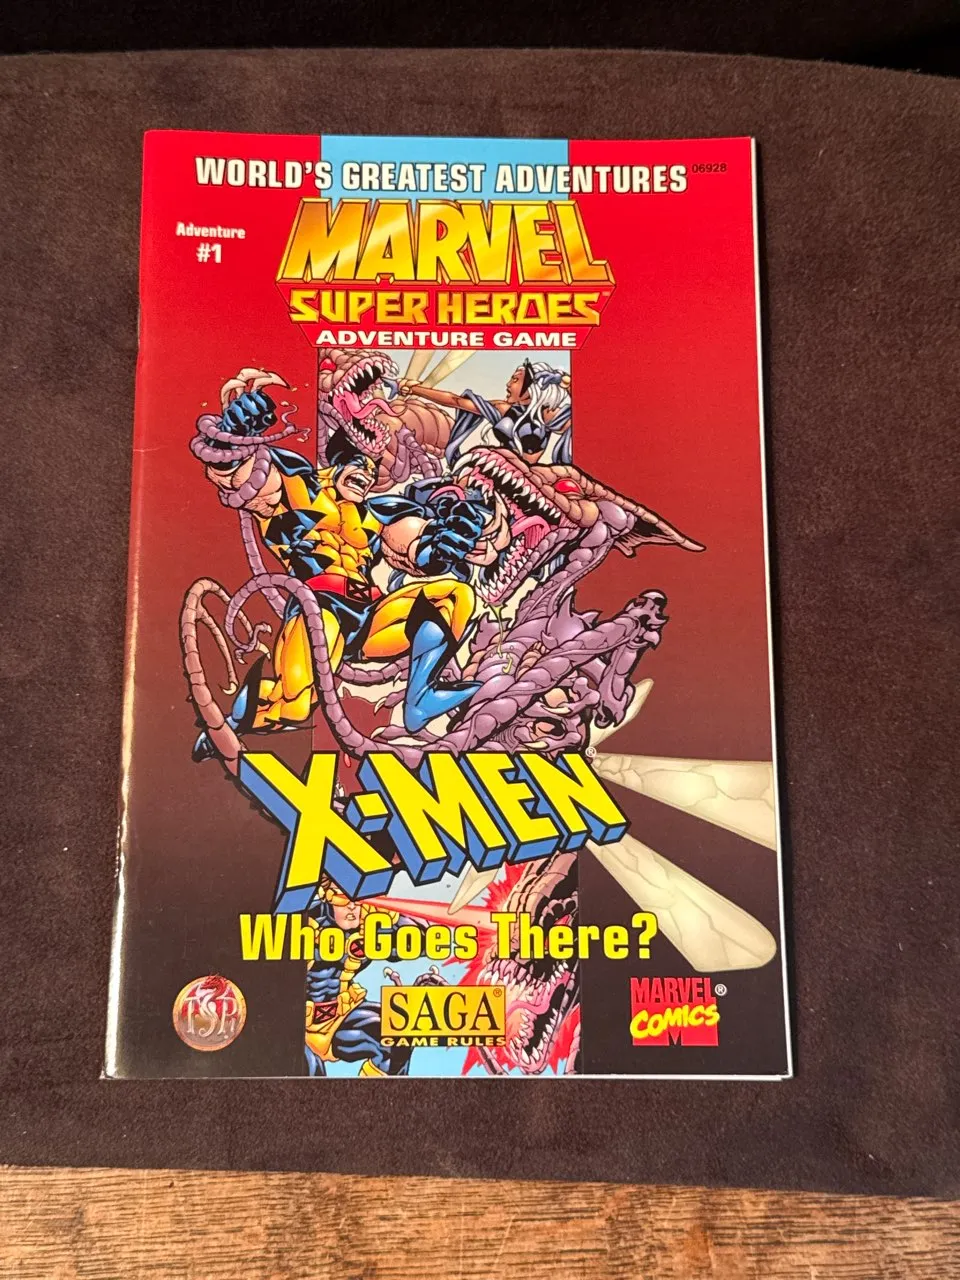 WORLD'S GREATEST ADVENTURES
06928
Adventure
#1
MARVEL
SUPER HEROES
ADVENTURE GAME
X-MEN®
Who Goes There?
TSR
SAGA®
GAME RULES
MARVEL®
COMICS